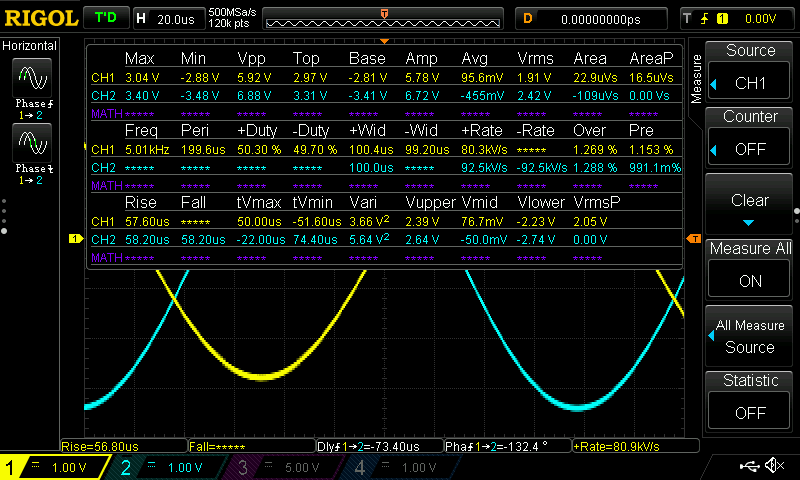 RIGOL T'D H 20.0us 500MSa/s 120k pts T D 0.00000000ps T 1 0.00V
Horizontal
Phase
1→2
Phase
1→2
Max Min Vpp Top Base Amp Avg Vrms Area AreaP
CH1 3.04 V -2.88 V 5.92 V 2.97 V -2.81 V 5.78 V 95.6mV 1.91 V 22.9uVs 16.5uVs
CH2 3.40 V -3.48 V 6.88 V 3.31 V -3.41 V 6.72 V -455mV 2.42 V -109uVs 0.00 Vs
MATH ***** ***** ***** ***** ***** ***** ***** ***** ***** *****
Freq Peri +Duty -Duty +Wid -Wid +Rate -Rate Over Pre
CH1 5.01kHz 199.6us 50.30 % 49.70 % 100.4us 99.20us 80.3kV/s ***** 1.269 % 1.153 %
CH2 100.0us 92.5kV/s -92.5kV/s 1.288 % 991.1m%
MATH ***** ***** ***** ***** ***** ***** ***** ***** ***** *****
Rise Fall tVmax tVmin Vari Vupper Vmid Vlower VrmsP
CH1 57.60us ***** 50.00us -51.60us 3.66 V² 2.39 V 76.7mV -2.23 V 2.05 V
CH2 58.20us 58.20us -22.00us 74.40us 5.64 V² 2.64 V -50.0mV -2.74 V 0.00 V
MATH ***** ***** ***** ***** ***** ***** ***** ***** *****
1
T
Measure
Source
CH1
Counter
OFF
Clear
Measure All
ON
All Measure
Source
Statistic
OFF
Rise=56.80us Fall=***** Dly1→2=-73.40us Pha1→2=-132.4° +Rate=80.9kV/s
1 1.00 V 2 1.00 V 3 5.00 V 4 1.00 V